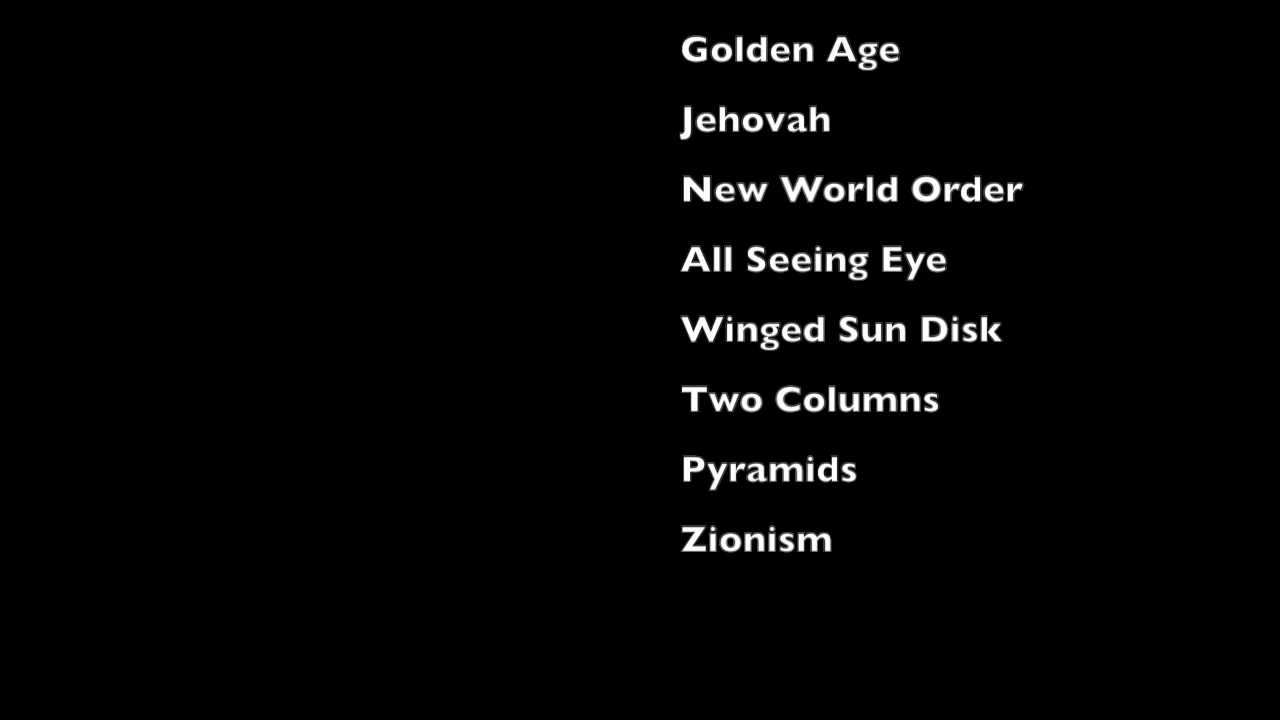 Golden Age
Jehovah
New World Order
All Seeing Eye
Winged Sun Disk
Two Columns
Pyramids
Zionism